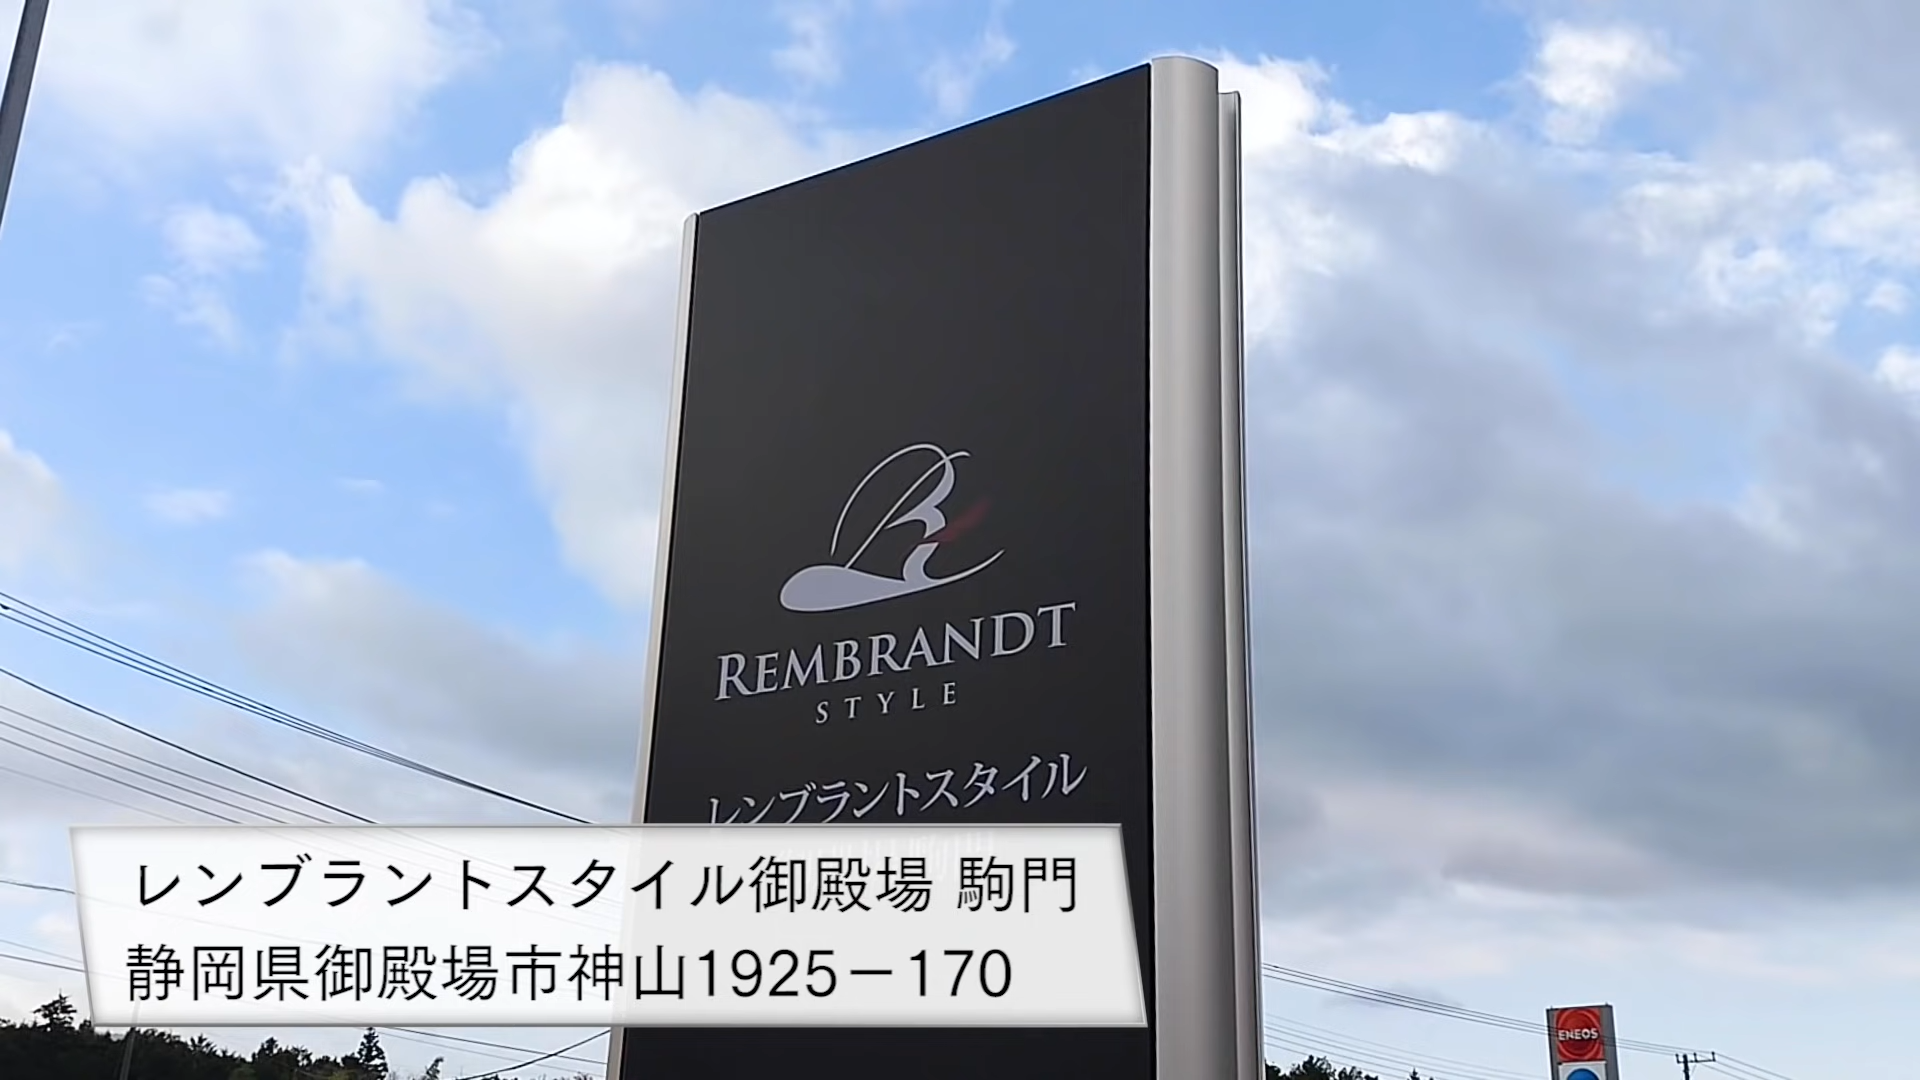 REMBRANDT
STYLE
レンブラントスタイル
レンブラントスタイル御殿場 駒門
静岡県御殿場市神山1925－170
ENEOS